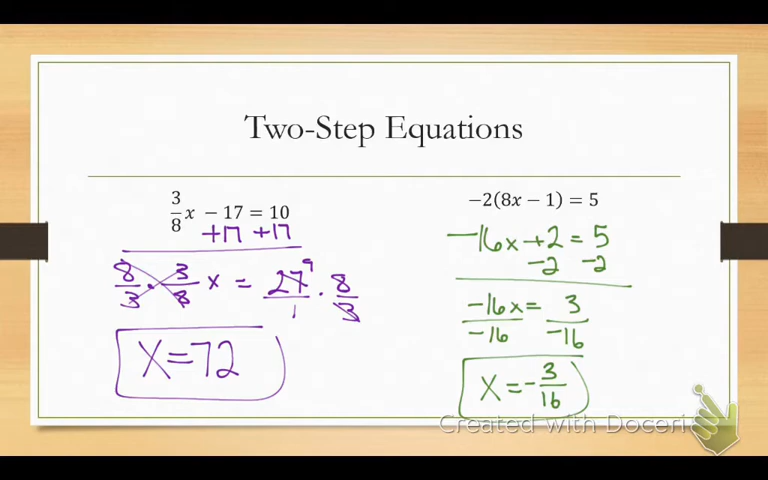 Two-Step Equations
3/8 x − 17 = 10
+17 +17
8/3 · 3/8 x = 27/1 · 8/3
9
X=72
−2(8x − 1) = 5
-16x+2=5
-2 -2
-16x/-16 = 3/-16
X=-3/16
Created with Doceri